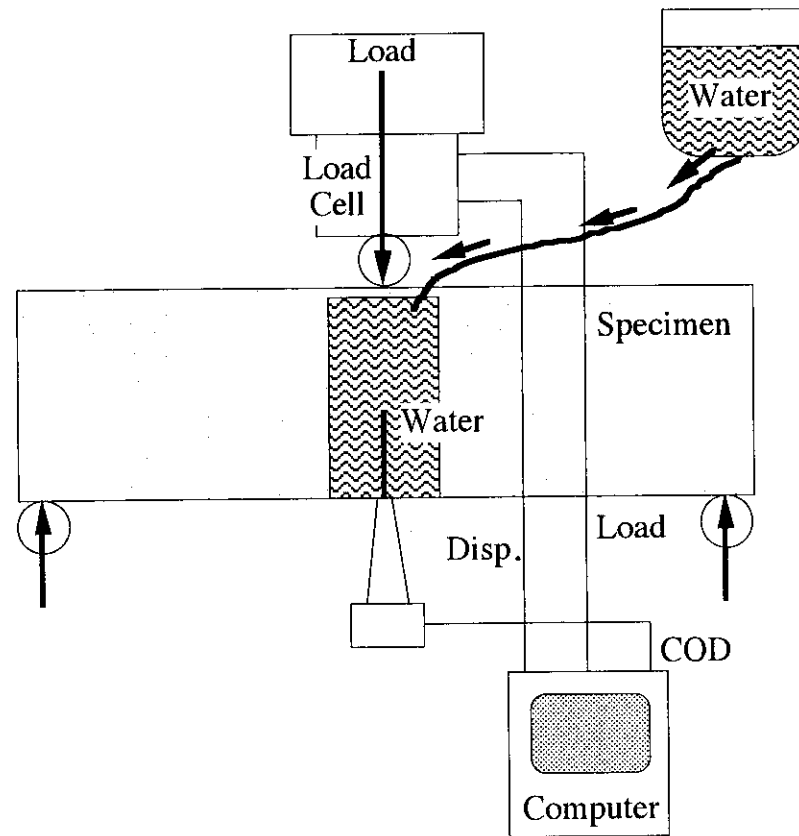 Load
Water
Load
Cell
Specimen
Water
Disp.
Load
COD
Computer